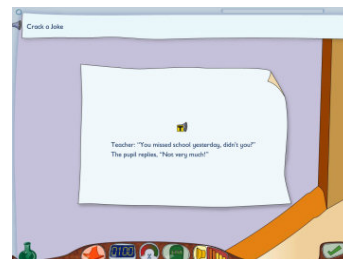 Crack a Joke
Teacher: "You missed school yesterday, didn't you?"
The pupil replies, "Not very much!"